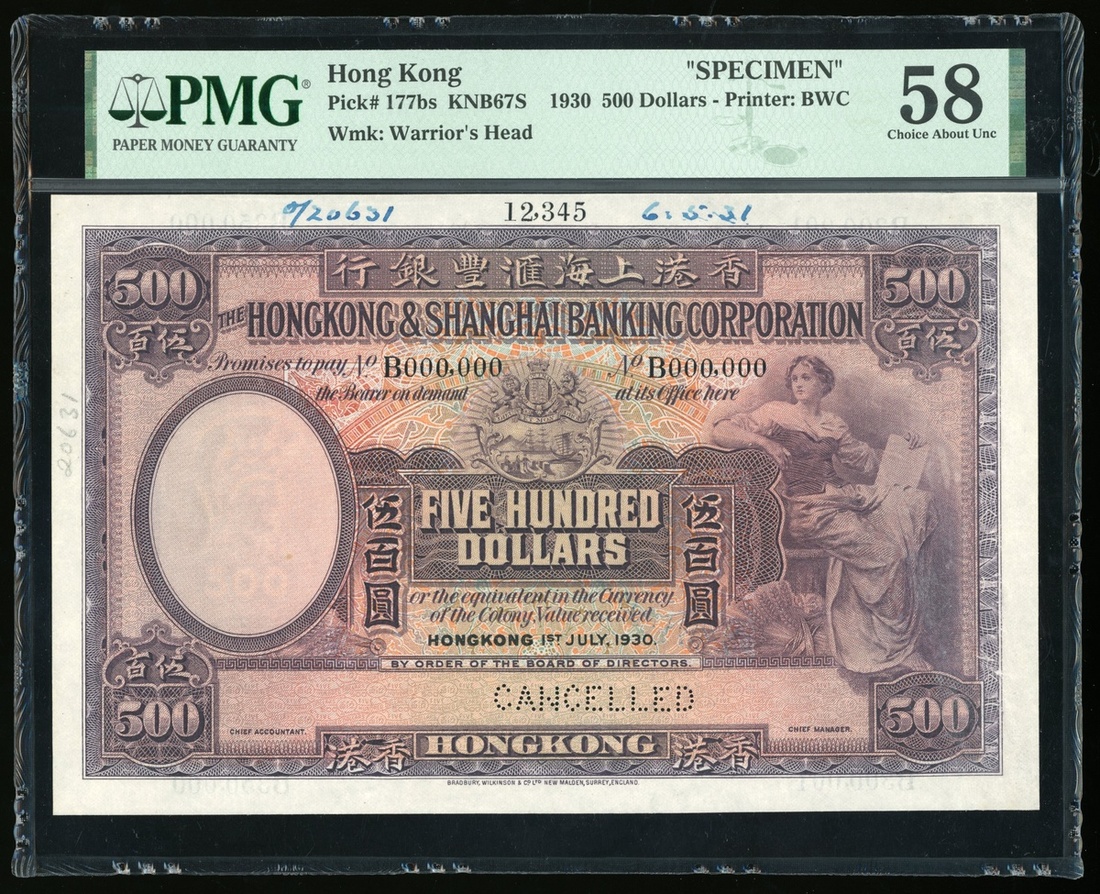 PMG®
PAPER MONEY GUARANTY
Hong Kong "SPECIMEN"
Pick# 177bs KNB67S 1930 500 Dollars - Printer: BWC
Wmk: Warrior's Head
58
Choice About Unc
0/20631 12,345 6.5.31
20631
500 行銀豐滙海上港香 500
百伍 百伍
THE HONGKONG & SHANGHAI BANKING CORPORATION
Promises to pay No B000,000 No B000,000
the Bearer on demand at its Office here
伍百圓 FIVE HUNDRED DOLLARS 伍百圓
or the equivalent in the Currency
of the Colony, Value received
HONGKONG 1ST JULY, 1930.
BY ORDER OF THE BOARD OF DIRECTORS.
百伍
500 CANCELLED 500
CHIEF ACCOUNTANT. CHIEF MANAGER.
港香 HONGKONG 港香
BRADBURY, WILKINSON & CO LTD NEW MALDEN, SURREY, ENGLAND.